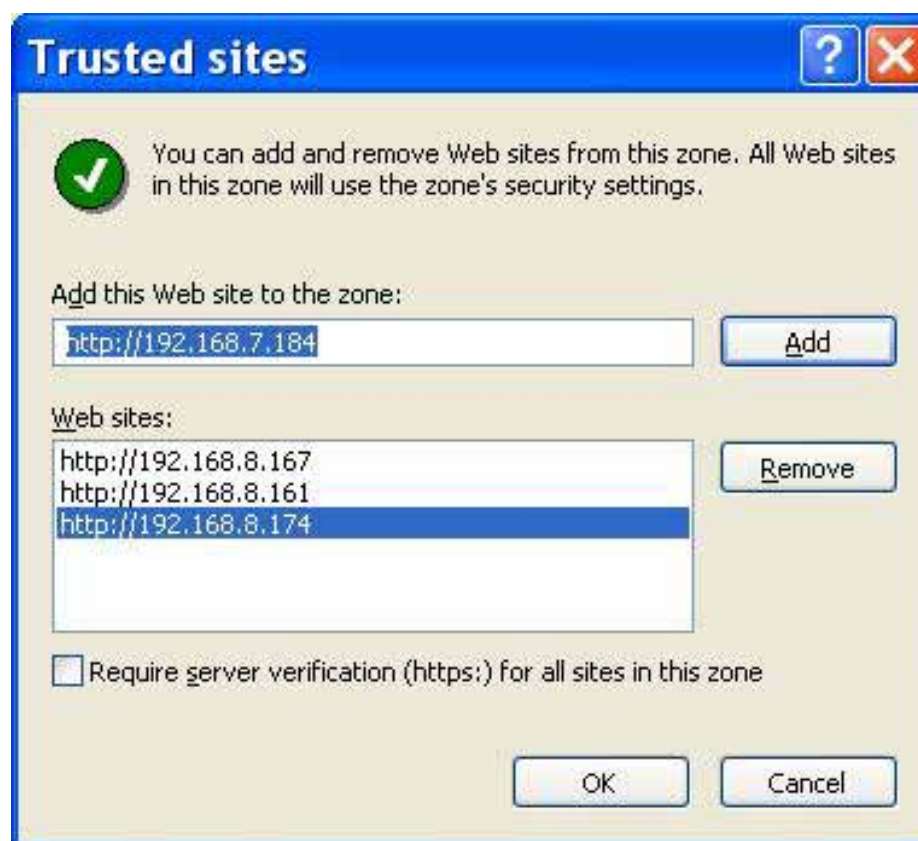 Trusted sites
You can add and remove Web sites from this zone. All Web sites
in this zone will use the zone's security settings.
Add this Web site to the zone:
http://192.168.7.184
Add
Web sites:
http://192.168.8.167
http://192.168.8.161
http://192.168.8.174
Remove
Require server verification (https:) for all sites in this zone
OK
Cancel